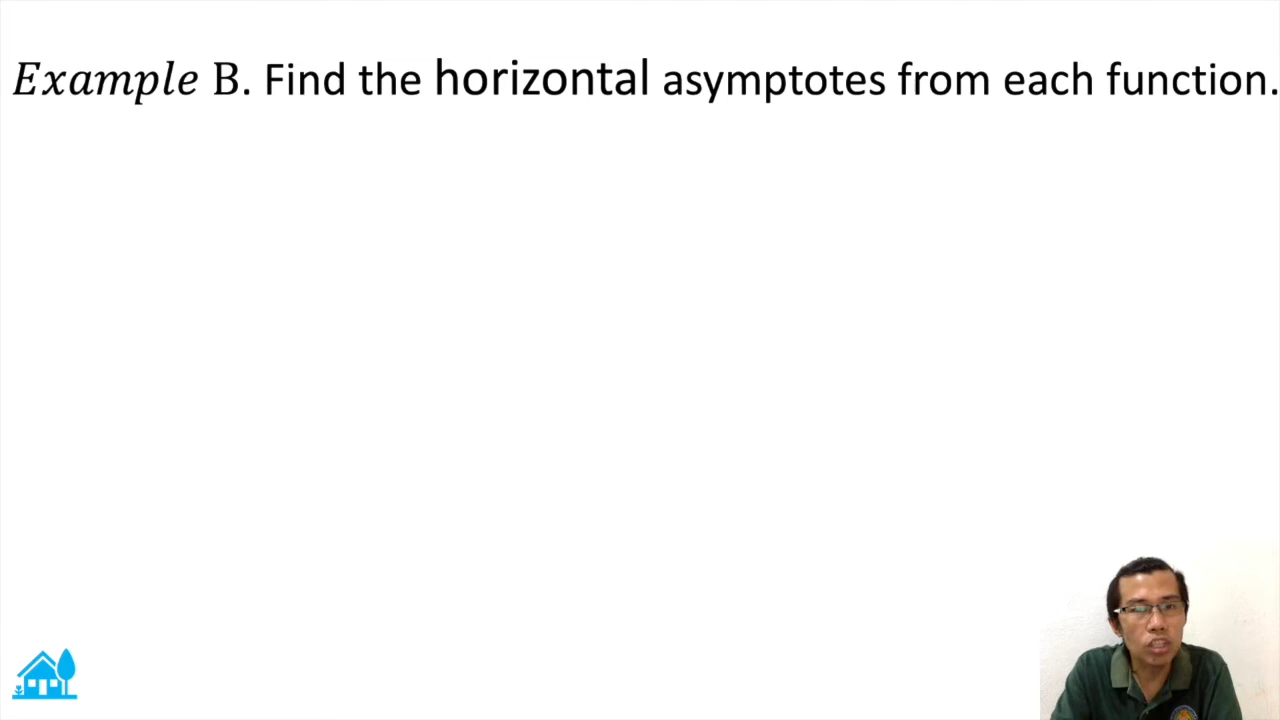 Example B. Find the horizontal asymptotes from each function.